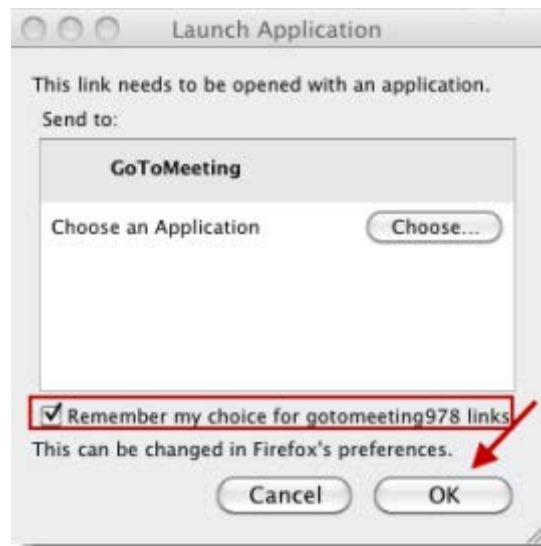 Launch Application
This link needs to be opened with an application.
Send to:
GoToMeeting
Choose an Application Choose...
Remember my choice for gotomeeting978 links
This can be changed in Firefox's preferences.
Cancel OK